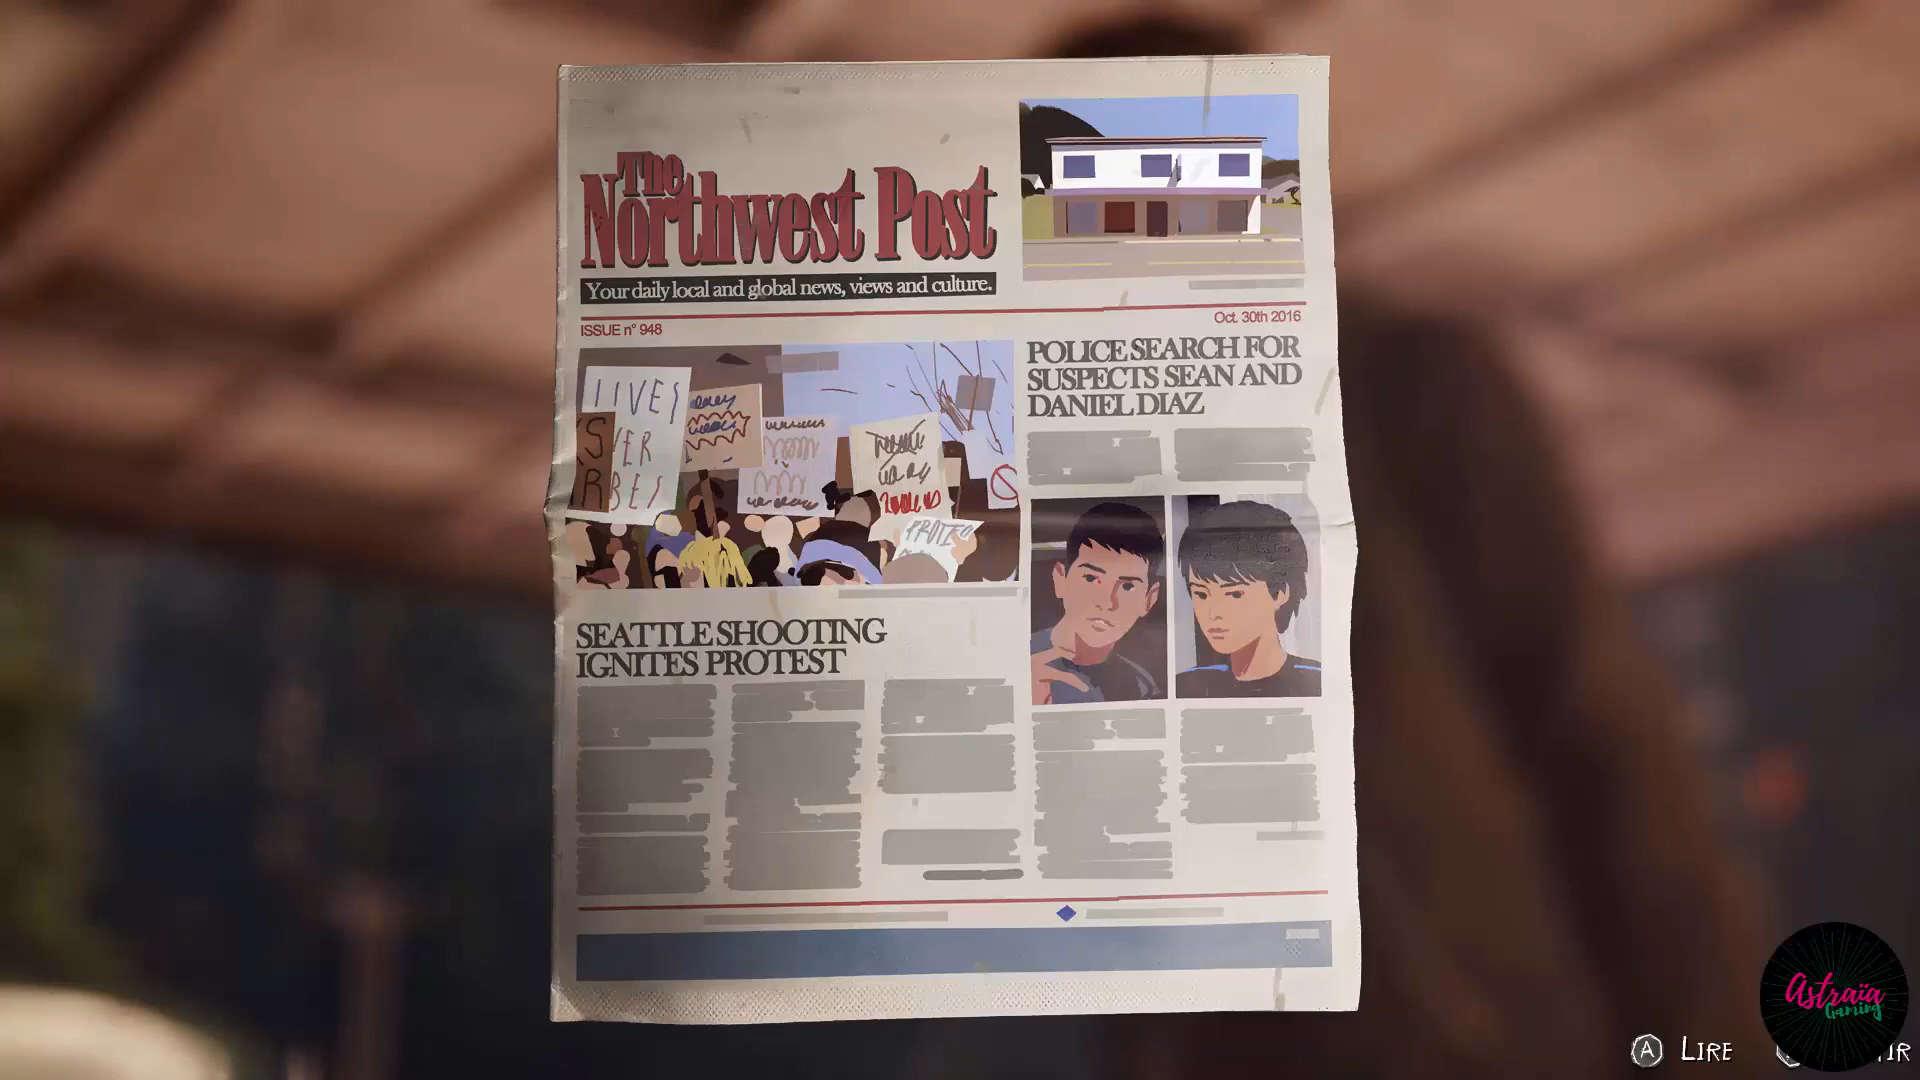 The
Northwest Post
Your daily local and global news, views and culture.
ISSUE n° 948
Oct. 30th 2016
POLICE SEARCH FOR
SUSPECTS SEAN AND
DANIEL DIAZ
SEATTLE SHOOTING
IGNITES PROTEST
Astraïa
Gaming
A LIRE